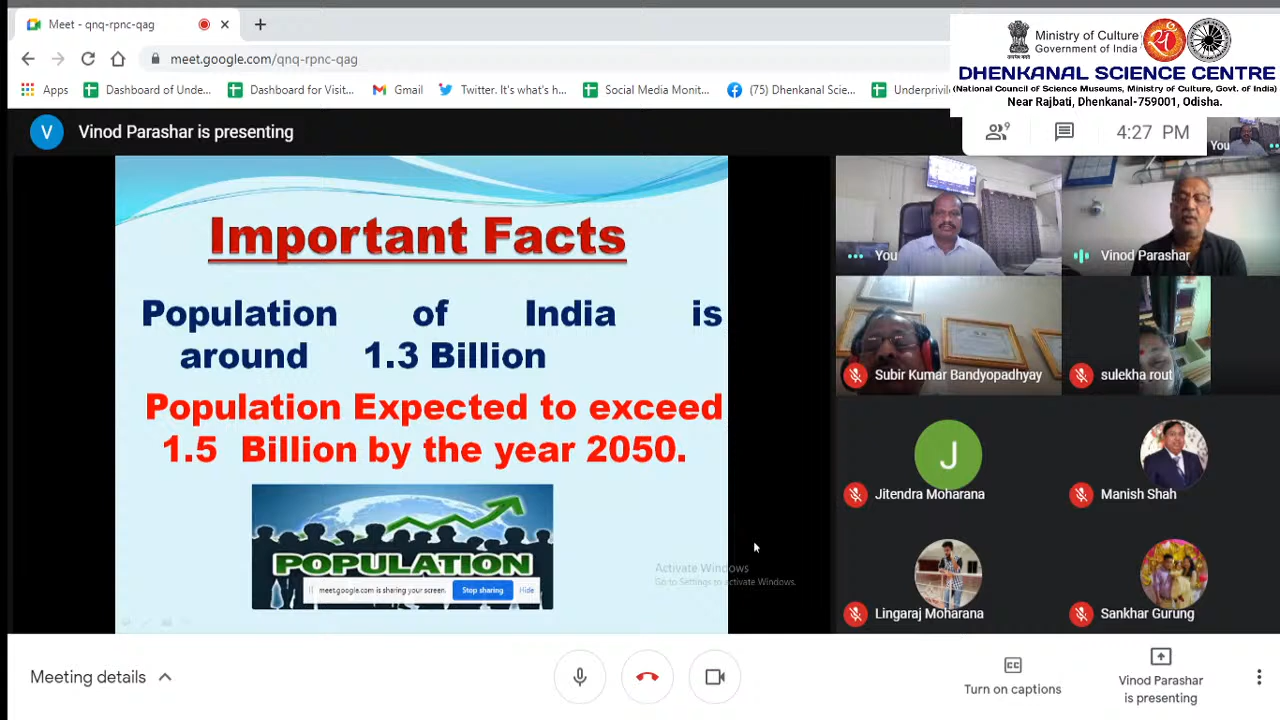 Meet - qnq-rpnc-qag
meet.google.com/qnq-rpnc-qag
Apps
Dashboard of Unde...
Dashboard for Visit...
Gmail
Twitter. It's what's h...
Social Media Monit...
(75) Dhenkanal Scie...
Underprivile
Ministry of Culture
Government of India
DHENKANAL SCIENCE CENTRE
(National Council of Science Museums, Ministry of Culture, Govt. of India)
Near Rajbati, Dhenkanal-759001, Odisha.
V
Vinod Parashar is presenting
9
4:27 PM
You
Important Facts
Population of India is
around 1.3 Billion
Population Expected to exceed
1.5 Billion by the year 2050.
POPULATION
meet.google.com is sharing your screen.
Stop sharing
Hide
Activate Windows
Go to Settings to activate Windows.
You
Vinod Parashar
Subir Kumar Bandyopadhyay
sulekha rout
J
Jitendra Moharana
Manish Shah
Lingaraj Moharana
Sankhar Gurung
Meeting details
Turn on captions
Vinod Parashar
is presenting